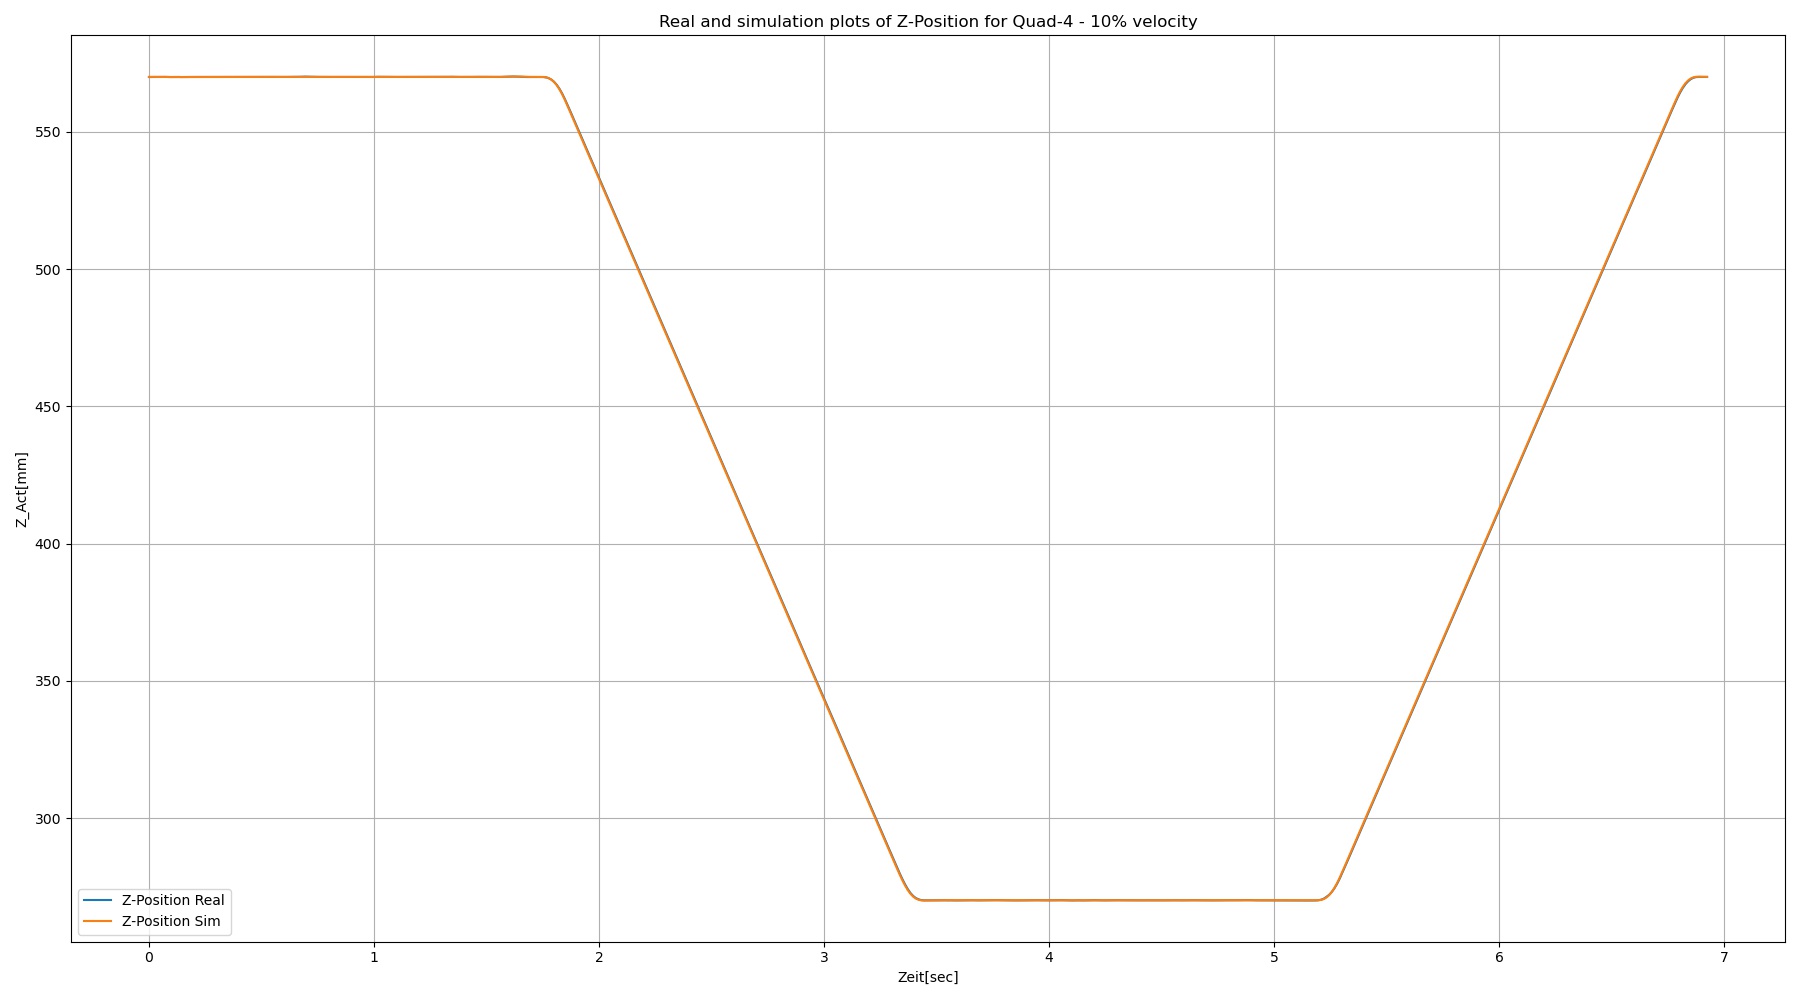 Real and simulation plots of Z-Position for Quad-4 - 10% velocity
Z_Act[mm]
550
500
450
400
350
300
Z-Position Real
Z-Position Sim
0 1 2 3 4 5 6 7
Zeit[sec]